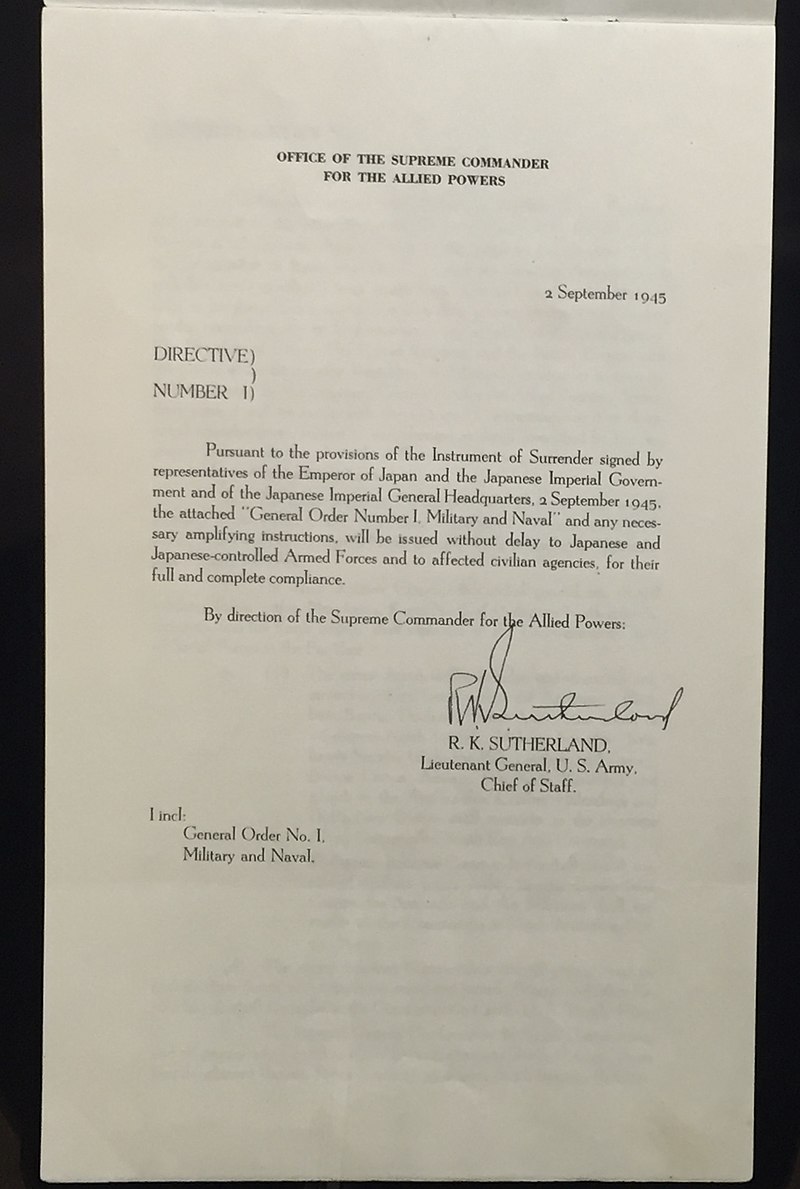 OFFICE OF THE SUPREME COMMANDER
FOR THE ALLIED POWERS
2 September 1945
DIRECTIVE)
)
NUMBER I)
Pursuant to the provisions of the Instrument of Surrender signed by
representatives of the Emperor of Japan and the Japanese Imperial Govern-
ment and of the Japanese Imperial General Headquarters, 2 September 1945,
the attached "General Order Number I, Military and Naval" and any neces-
sary amplifying instructions, will be issued without delay to Japanese and
Japanese-controlled Armed Forces and to affected civilian agencies, for their
full and complete compliance.
By direction of the Supreme Commander for the Allied Powers:
RKSutherland
R. K. SUTHERLAND,
Lieutenant General, U. S. Army,
Chief of Staff.
I incl:
General Order No. I,
Military and Naval.